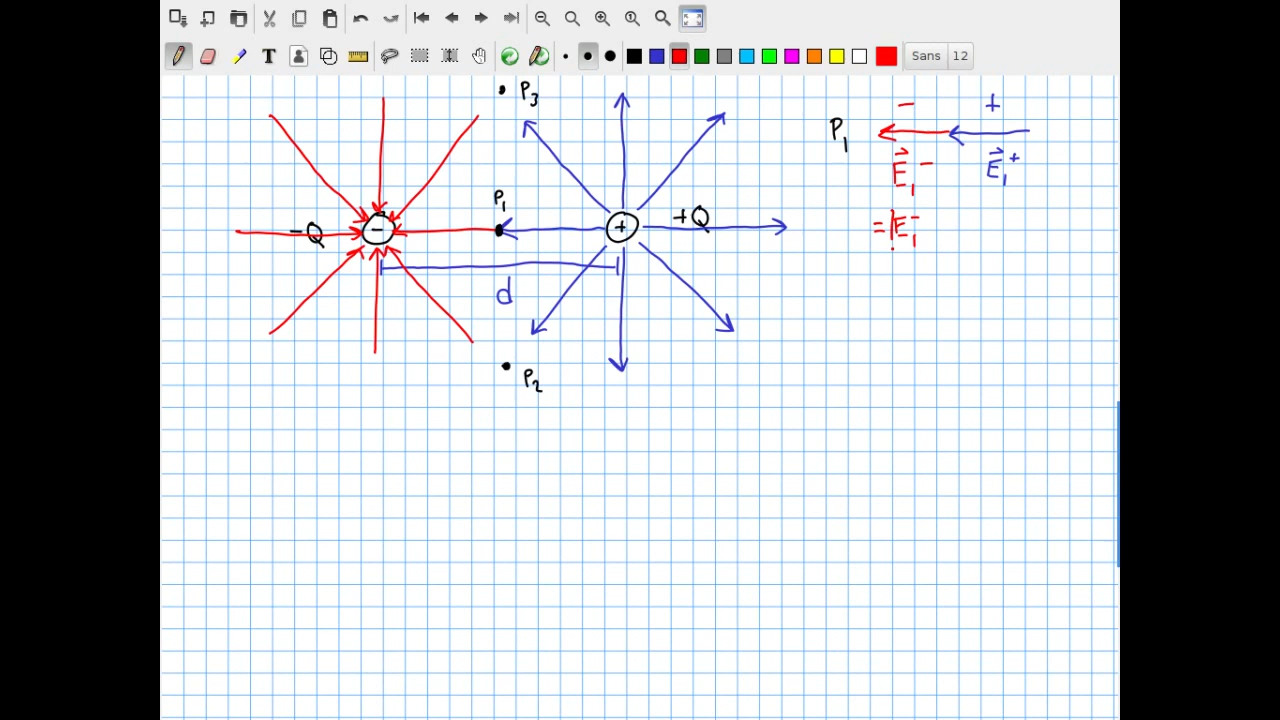 Sans 12
P3
- +
P1
E1- E1+
P1
-Q - + +Q
= |E1-
d
P2